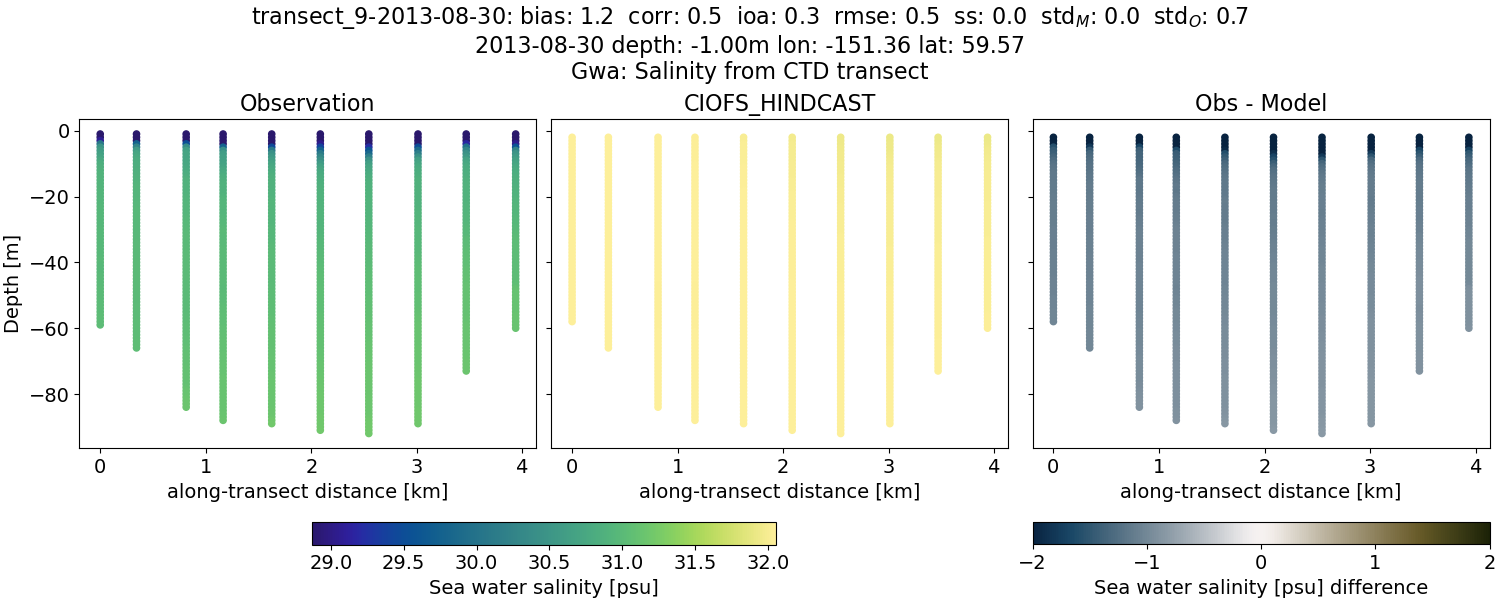 transect_9-2013-08-30: bias: 1.2  corr: 0.5  ioa: 0.3  rmse: 0.5  ss: 0.0  std_M: 0.0  std_O: 0.7
2013-08-30 depth: -1.00m lon: -151.36 lat: 59.57
Gwa: Salinity from CTD transect
Observation
CIOFS_HINDCAST
Obs - Model
Depth [m]
0
−20
−40
−60
−80
0 1 2 3 4
0 1 2 3 4
0 1 2 3 4
along-transect distance [km]
along-transect distance [km]
along-transect distance [km]
29.0 29.5 30.0 30.5 31.0 31.5 32.0
Sea water salinity [psu]
−2 −1 0 1 2
Sea water salinity [psu] difference